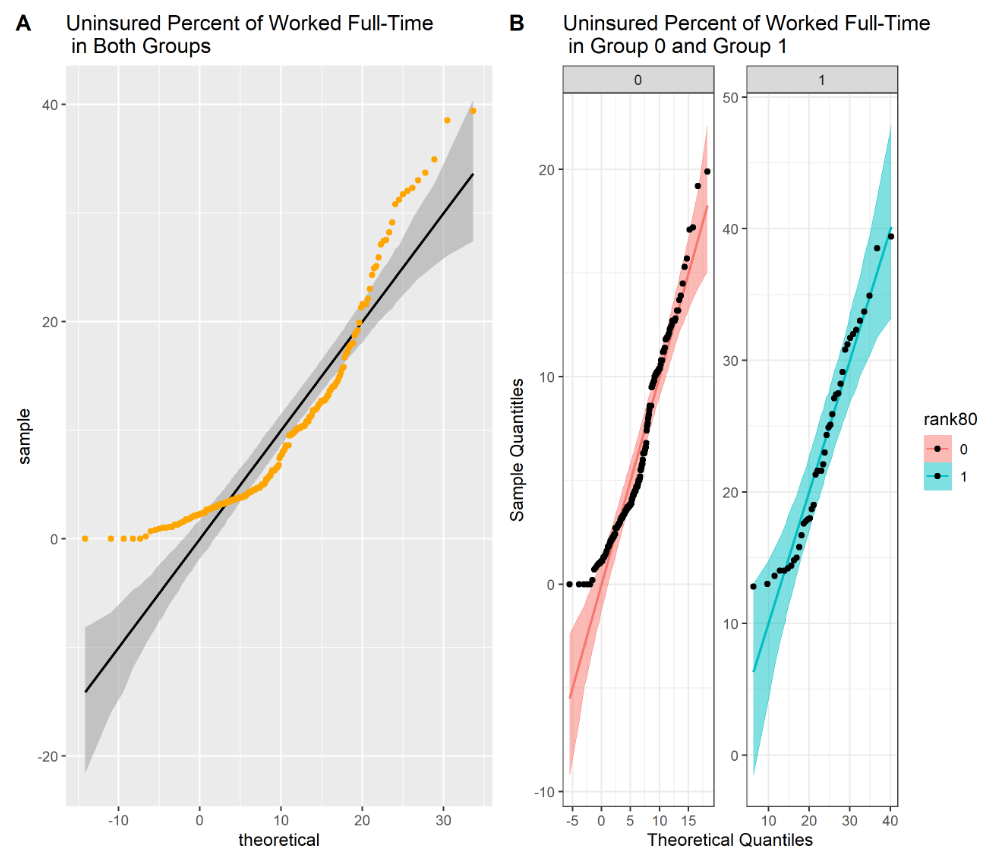 A
Uninsured Percent of Worked Full-Time
in Both Groups
40
20
0
-20
-10
0
10
20
30
sample
theoretical
B
Uninsured Percent of Worked Full-Time
in Group 0 and Group 1
0
1
20
10
0
-10
-5
0
5
10
15
50
40
30
20
10
0
10
20
30
40
Sample Quantitles
Theoretical Quantiles
rank80
0
1